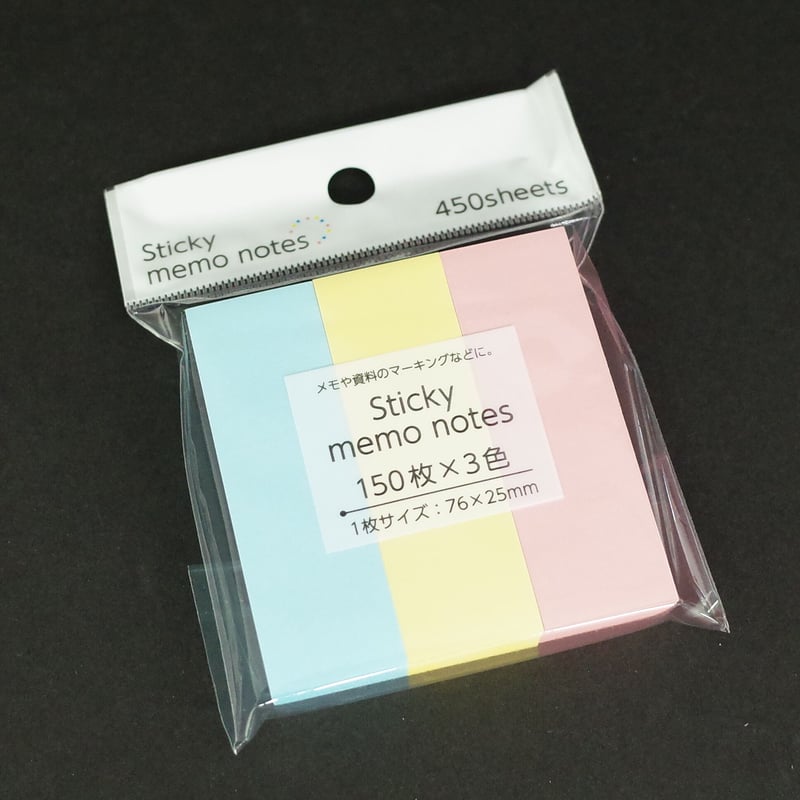 Sticky
memo notes
450sheets
メモや資料のマーキングなどに。
Sticky
memo notes
150枚×3色
1枚サイズ：76×25mm